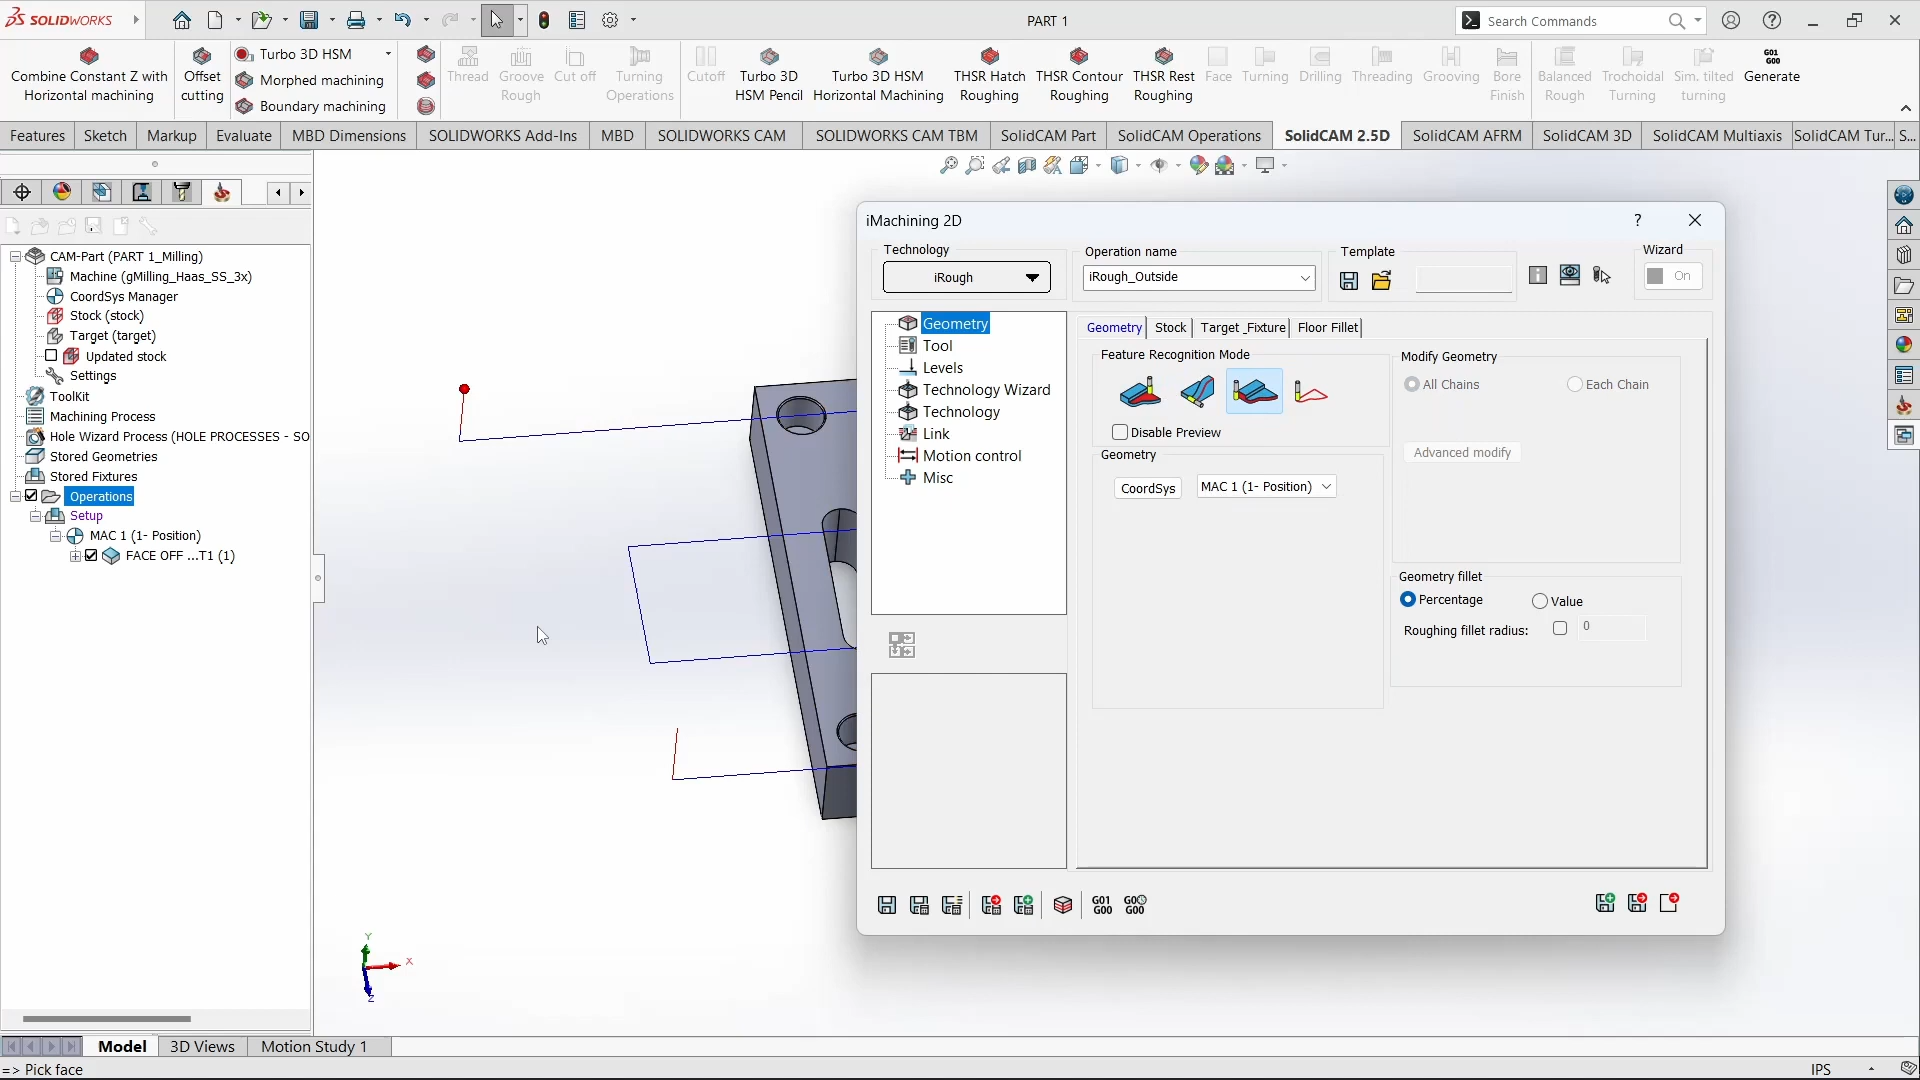 SOLIDWORKS
PART 1
Search Commands
Combine Constant Z with Horizontal machining
Offset cutting
Turbo 3D HSM
Morphed machining
Boundary machining
Thread
Groove Rough
Cut off
Turning Operations
Cutoff
Turbo 3D HSM Pencil
Turbo 3D HSM Horizontal Machining
THSR Hatch Roughing
THSR Contour Roughing
THSR Rest Roughing
Face
Turning
Drilling
Threading
Grooving
Bore Finish
Balanced Rough
Trochoidal Turning
Sim. tilted turning
G01 G00
Generate
Features
Sketch
Markup
Evaluate
MBD Dimensions
SOLIDWORKS Add-Ins
MBD
SOLIDWORKS CAM
SOLIDWORKS CAM TBM
SolidCAM Part
SolidCAM Operations
SolidCAM 2.5D
SolidCAM AFRM
SolidCAM 3D
SolidCAM Multiaxis
SolidCAM Tur...
S...
CAM-Part (PART 1_Milling)
Machine (gMilling_Haas_SS_3x)
CoordSys Manager
Stock (stock)
Target (target)
Updated stock
Settings
ToolKit
Machining Process
Hole Wizard Process (HOLE PROCESSES - SO
Stored Geometries
Stored Fixtures
Operations
Setup
MAC 1 (1- Position)
FACE OFF ...T1 (1)
iMachining 2D
?
Technology
iRough
Operation name
iRough_Outside
Template
Wizard
On
Geometry
Tool
Levels
Technology Wizard
Technology
Link
Motion control
Misc
Geometry
Stock
Target _Fixture
Floor Fillet
Feature Recognition Mode
Disable Preview
Geometry
CoordSys
MAC 1 (1- Position)
Modify Geometry
All Chains
Each Chain
Advanced modify
Geometry fillet
Percentage
Value
Roughing fillet radius:
0
G01 G00
G00 G00
Y
X
Z
Model
3D Views
Motion Study 1
=> Pick face
IPS